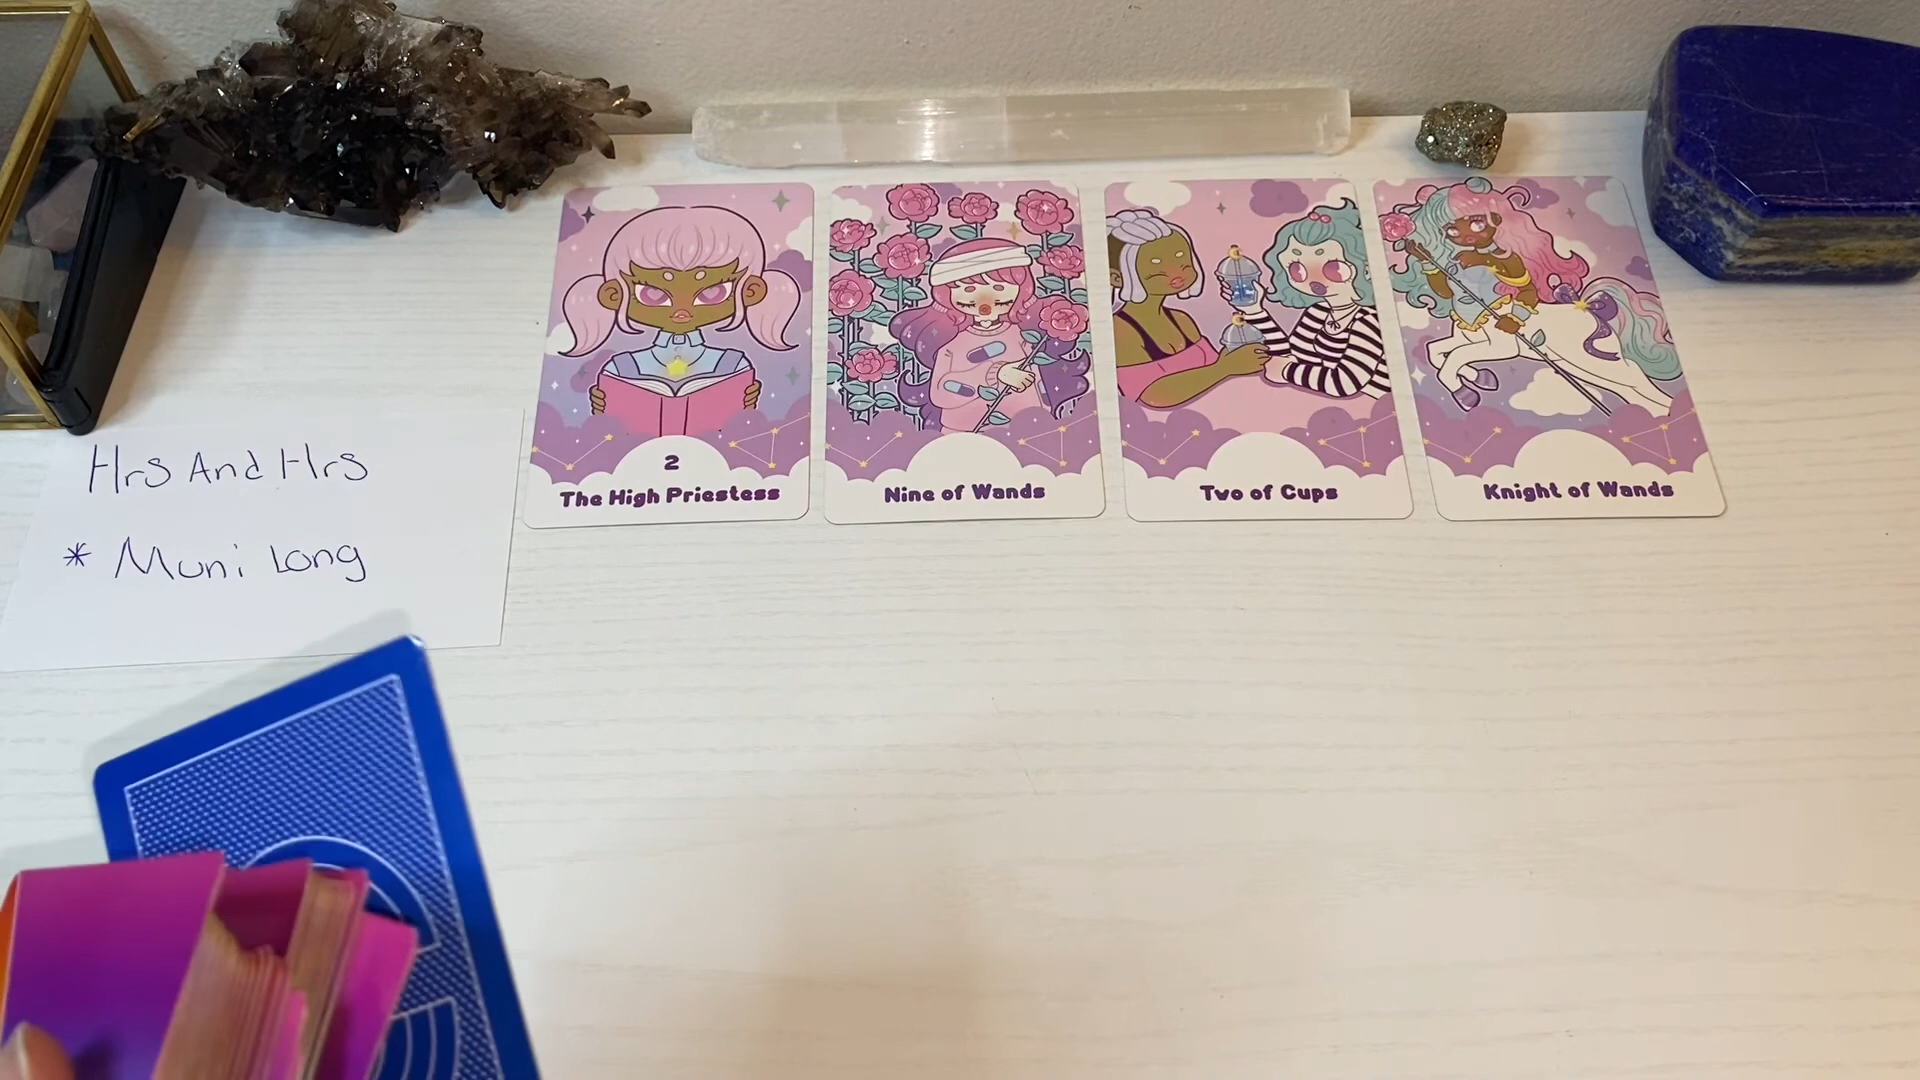 Hrs And Hrs
* Muni Long
2
The High Priestess
Nine of Wands
Two of Cups
Knight of Wands